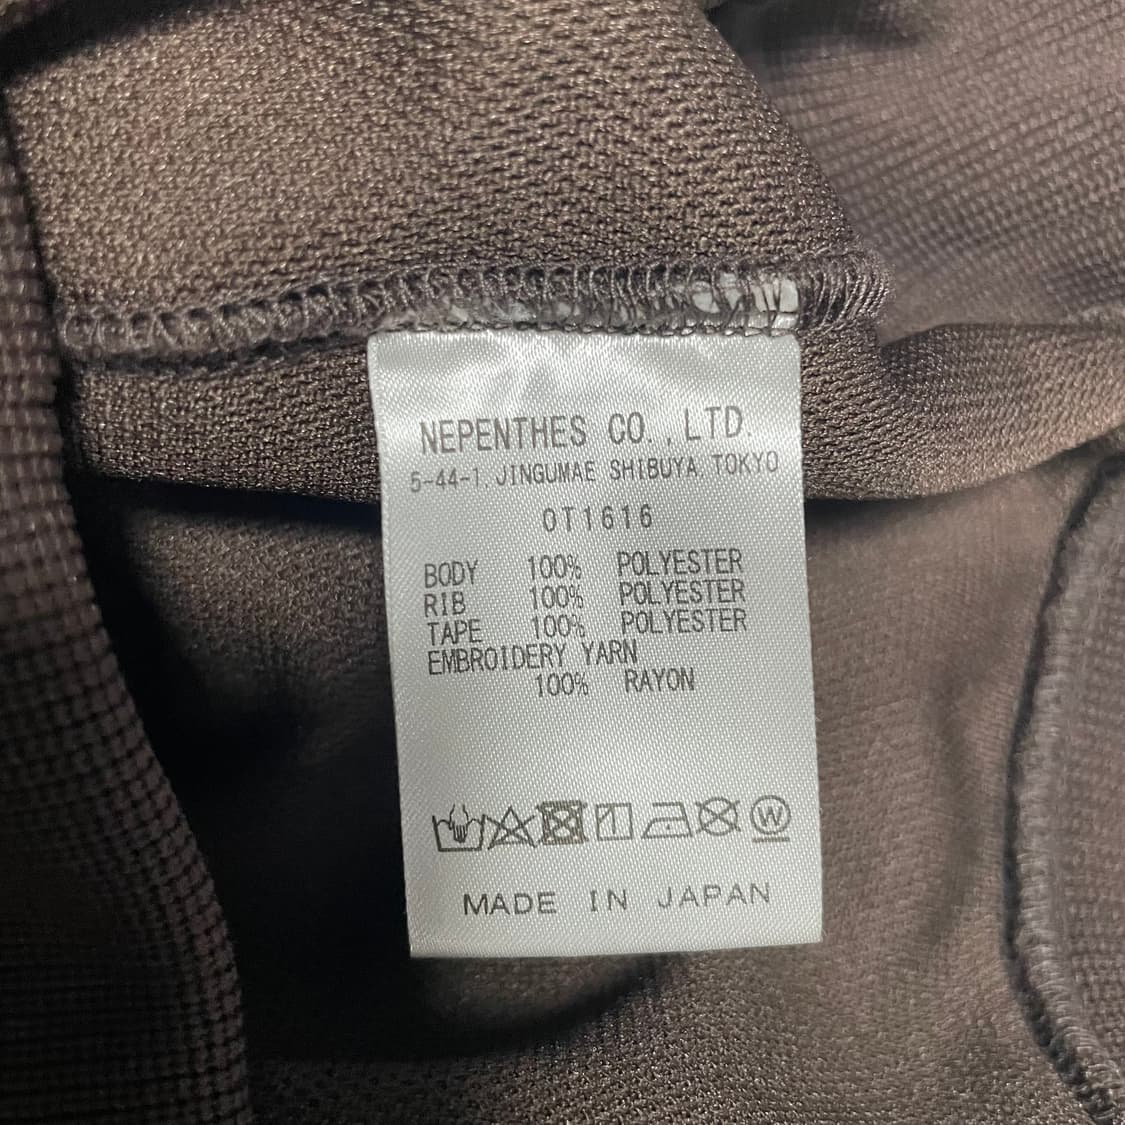 NEPENTHES CO.,LTD.
5-44-1, JINGUMAE SHIBUYA, TOKYO
OT1616
BODY 100% POLYESTER
RIB 100% POLYESTER
TAPE 100% POLYESTER
EMBROIDERY YARN
100% RAYON
W
MADE IN JAPAN